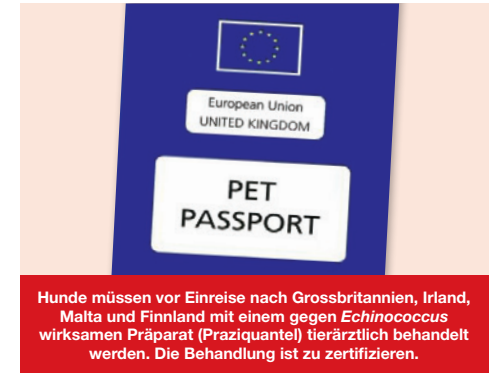 European Union
UNITED KINGDOM
PET
PASSPORT
Hunde müssen vor Einreise nach Grossbritannien, Irland,
Malta und Finnland mit einem gegen Echinococcus
wirksamen Präparat (Praziquantel) tierärztlich behandelt
werden. Die Behandlung ist zu zertifizieren.